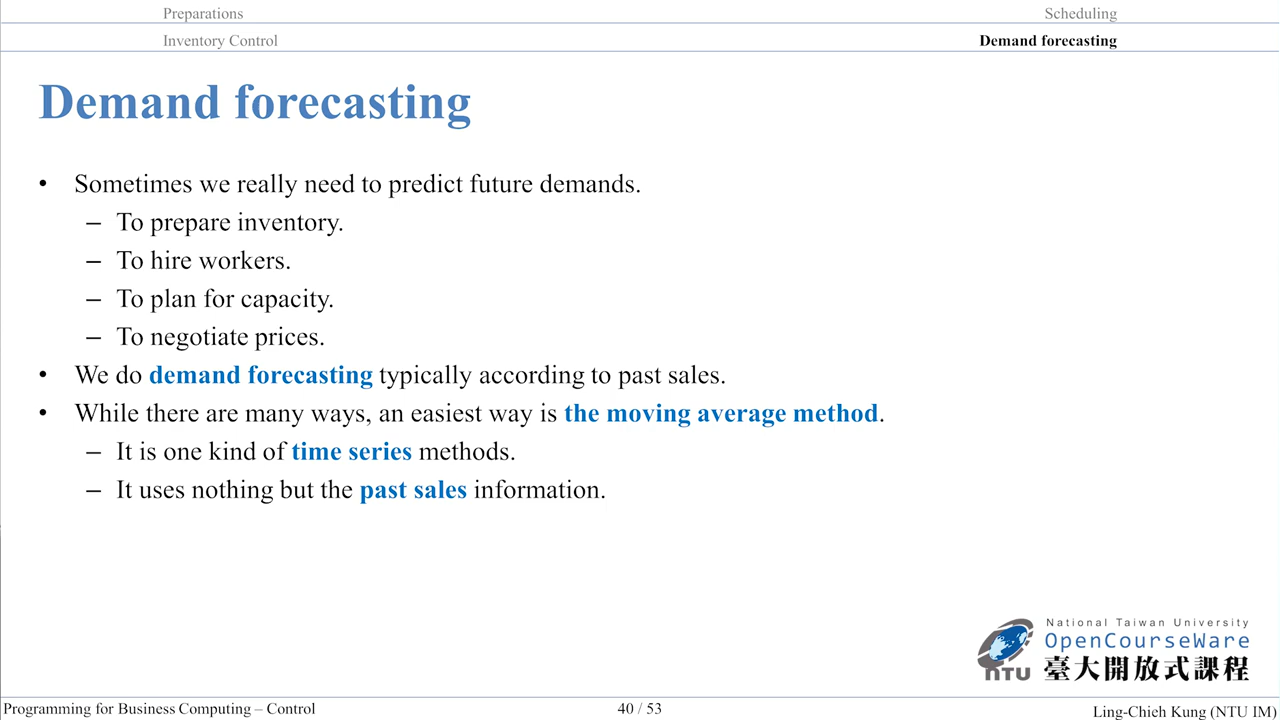 Preparations
Scheduling
Inventory Control
Demand forecasting
Demand forecasting
• Sometimes we really need to predict future demands.
– To prepare inventory.
– To hire workers.
– To plan for capacity.
– To negotiate prices.
• We do demand forecasting typically according to past sales.
• While there are many ways, an easiest way is the moving average method.
– It is one kind of time series methods.
– It uses nothing but the past sales information.
National Taiwan University
OpenCourseWare
臺大開放式課程
NTU
Programming for Business Computing – Control
40 / 53
Ling-Chieh Kung (NTU IM)